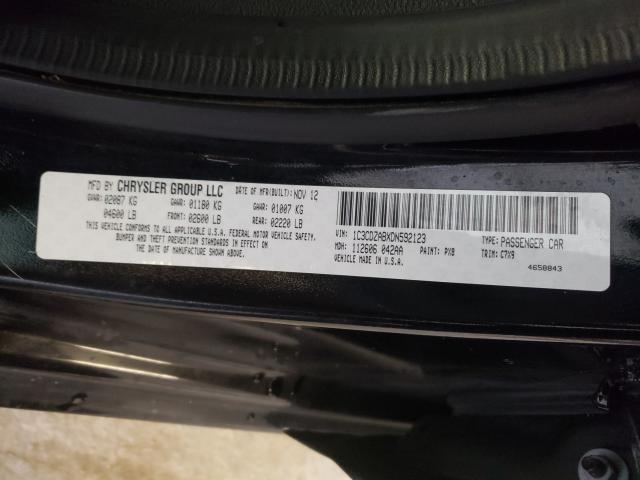 MFD BY CHRYSLER GROUP LLC DATE OF MFR(BUILT): NOV 12
GVWR: 02087 KG GAWR: 01180 KG GAWR: 01007 KG
04600 LB FRONT: 02600 LB REAR: 02220 LB
THIS VEHICLE CONFORMS TO ALL APPLICABLE U.S.A. FEDERAL MOTOR VEHICLE SAFETY,
BUMPER AND THEFT PREVENTION STANDARDS IN EFFECT ON
THE DATE OF MANUFACTURE SHOWN ABOVE.
VIN: 1C3CDZABXDN592123 TYPE: PASSENGER CAR
MDH: 112606 042AA PAINT: PX8 TRIM: C7X9
VEHICLE MADE IN U.S.A.
4658843